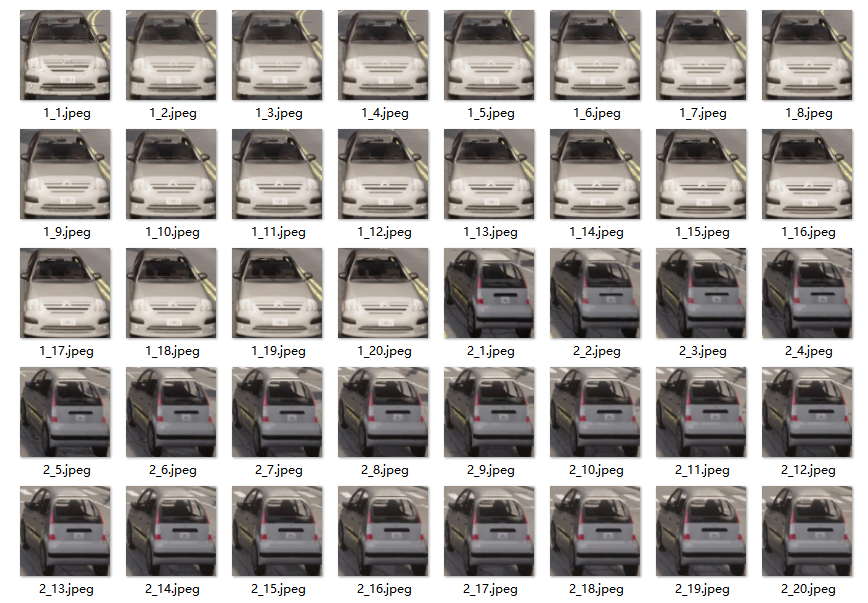 1_1.jpeg 1_2.jpeg 1_3.jpeg 1_4.jpeg 1_5.jpeg 1_6.jpeg 1_7.jpeg 1_8.jpeg
1_9.jpeg 1_10.jpeg 1_11.jpeg 1_12.jpeg 1_13.jpeg 1_14.jpeg 1_15.jpeg 1_16.jpeg
1_17.jpeg 1_18.jpeg 1_19.jpeg 1_20.jpeg 2_1.jpeg 2_2.jpeg 2_3.jpeg 2_4.jpeg
2_5.jpeg 2_6.jpeg 2_7.jpeg 2_8.jpeg 2_9.jpeg 2_10.jpeg 2_11.jpeg 2_12.jpeg
2_13.jpeg 2_14.jpeg 2_15.jpeg 2_16.jpeg 2_17.jpeg 2_18.jpeg 2_19.jpeg 2_20.jpeg